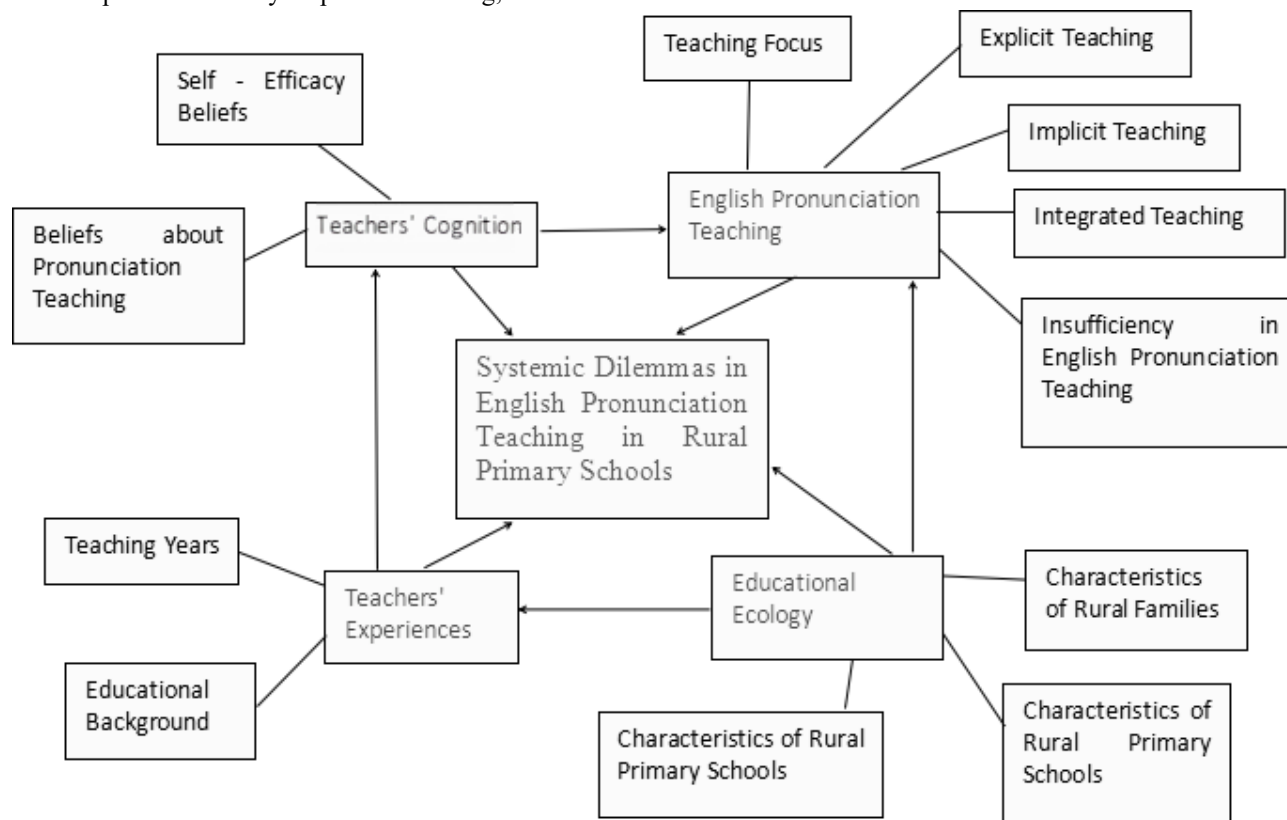 Teaching Focus
Explicit Teaching
Self - Efficacy
Beliefs
Implicit Teaching
English Pronunciation
Teaching
Teachers' Cognition
Integrated Teaching
Beliefs about
Pronunciation
Teaching
Insufficiency in
English Pronunciation
Teaching
Systemic Dilemmas in
English Pronunciation
Teaching in Rural
Primary Schools
Teaching Years
Teachers'
Experiences
Educational
Ecology
Characteristics
of Rural Families
Educational
Background
Characteristics of Rural
Primary Schools
Characteristics of
Rural Primary
Schools